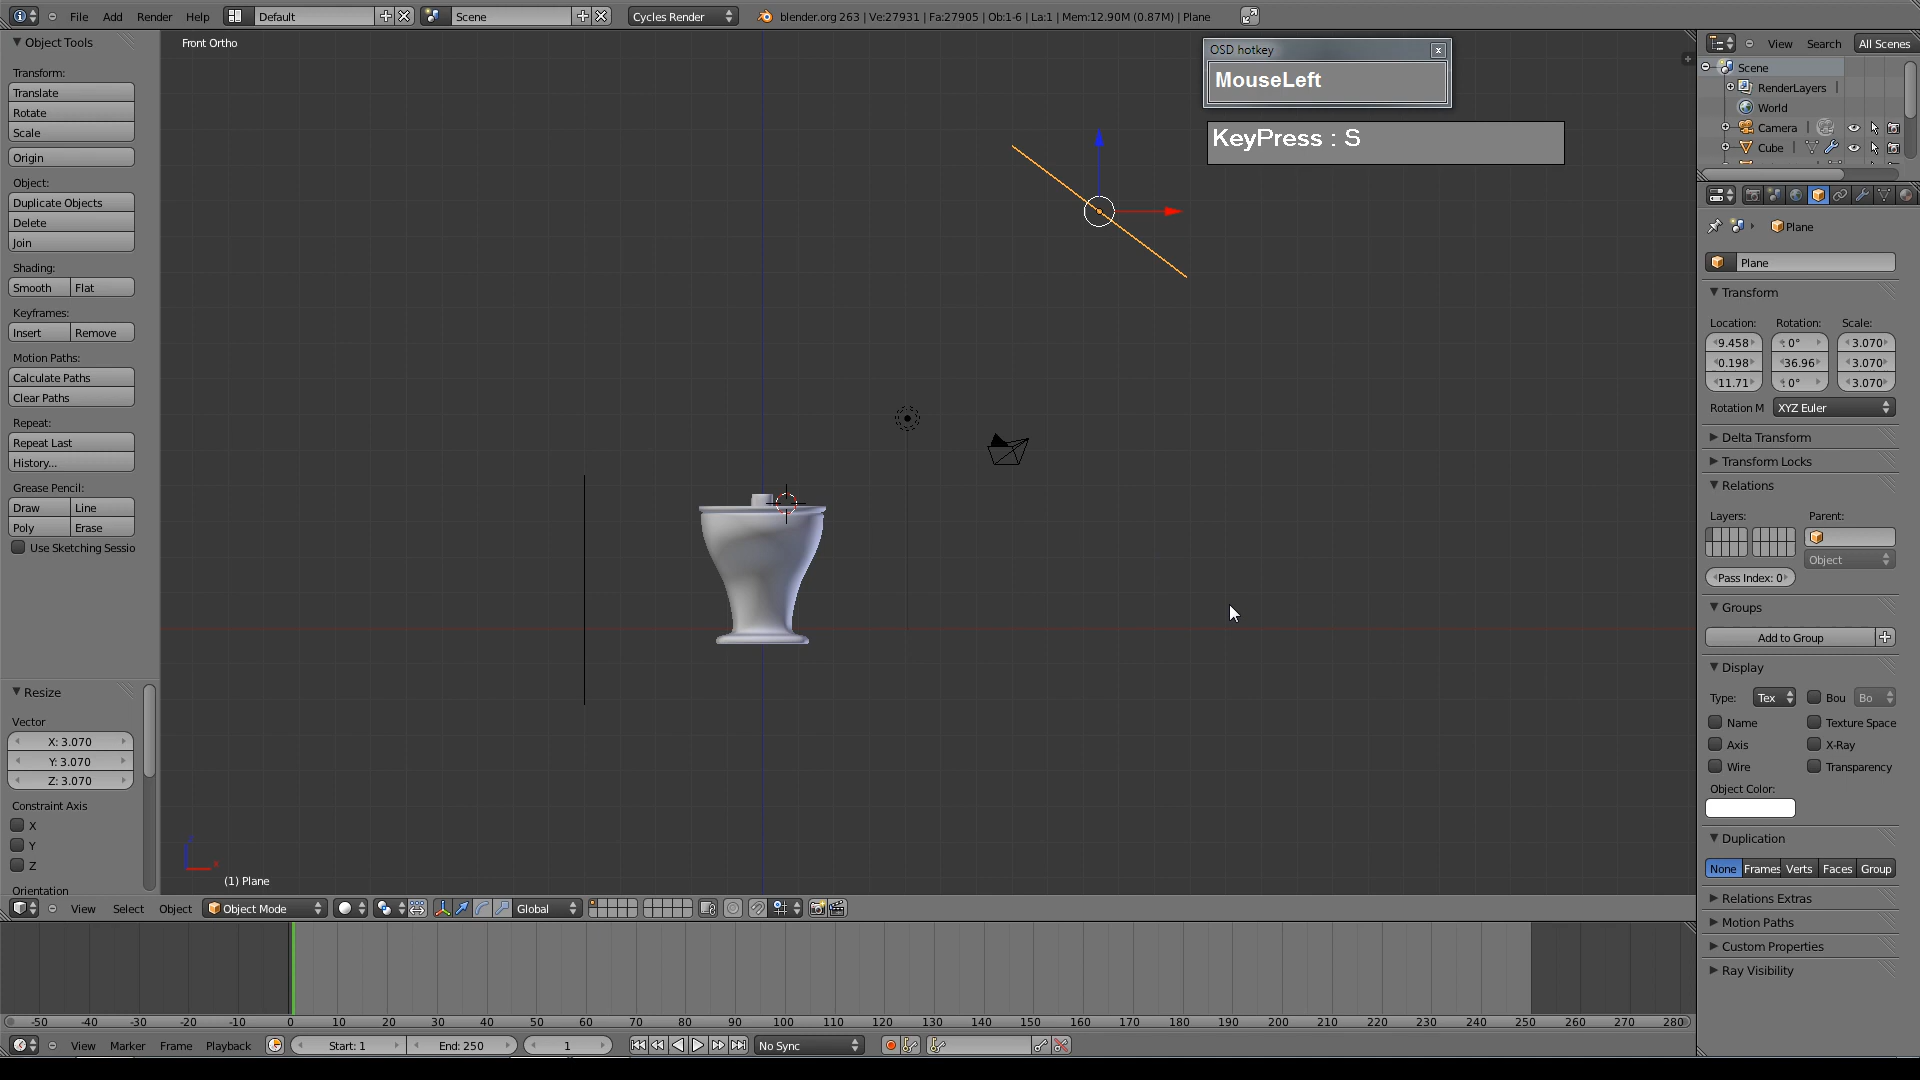 File Add Render Help Default Scene Cycles Render blender.org 263 | Ve:27931 | Fa:27905 | Ob:1-6 | La:1 | Mem:12.90M (0.87M) | Plane
Object Tools
Transform:
Translate
Rotate
Scale
Origin
Object:
Duplicate Objects
Delete
Join
Shading:
Smooth Flat
Keyframes:
Insert Remove
Motion Paths:
Calculate Paths
Clear Paths
Repeat:
Repeat Last
History...
Grease Pencil:
Draw Line
Poly Erase
Use Sketching Sessio
Resize
Vector
X: 3.070
Y: 3.070
Z: 3.070
Constraint Axis
X
Y
Z
Orientation
Front Ortho
OSD hotkey
MouseLeft
KeyPress : S
(1) Plane
View Select Object Object Mode Global
View Search All Scenes
Scene
RenderLayers
World
Camera
Cube
Plane
Plane
Transform
Location: Rotation: Scale:
9.458 0° 3.070
0.198 36.96 3.070
11.71 0° 3.070
Rotation M XYZ Euler
Delta Transform
Transform Locks
Relations
Layers: Parent:
Object
Pass Index: 0
Groups
Add to Group
Display
Type: Tex Bou Bo
Name Texture Space
Axis X-Ray
Wire Transparency
Object Color:
Duplication
None Frames Verts Faces Group
Relations Extras
Motion Paths
Custom Properties
Ray Visibility
-50 -40 -30 -20 -10 0 10 20 30 40 50 60 70 80 90 100 110 120 130 140 150 160 170 180 190 200 210 220 230 240 250 260 270 280
View Marker Frame Playback Start: 1 End: 250 1 No Sync